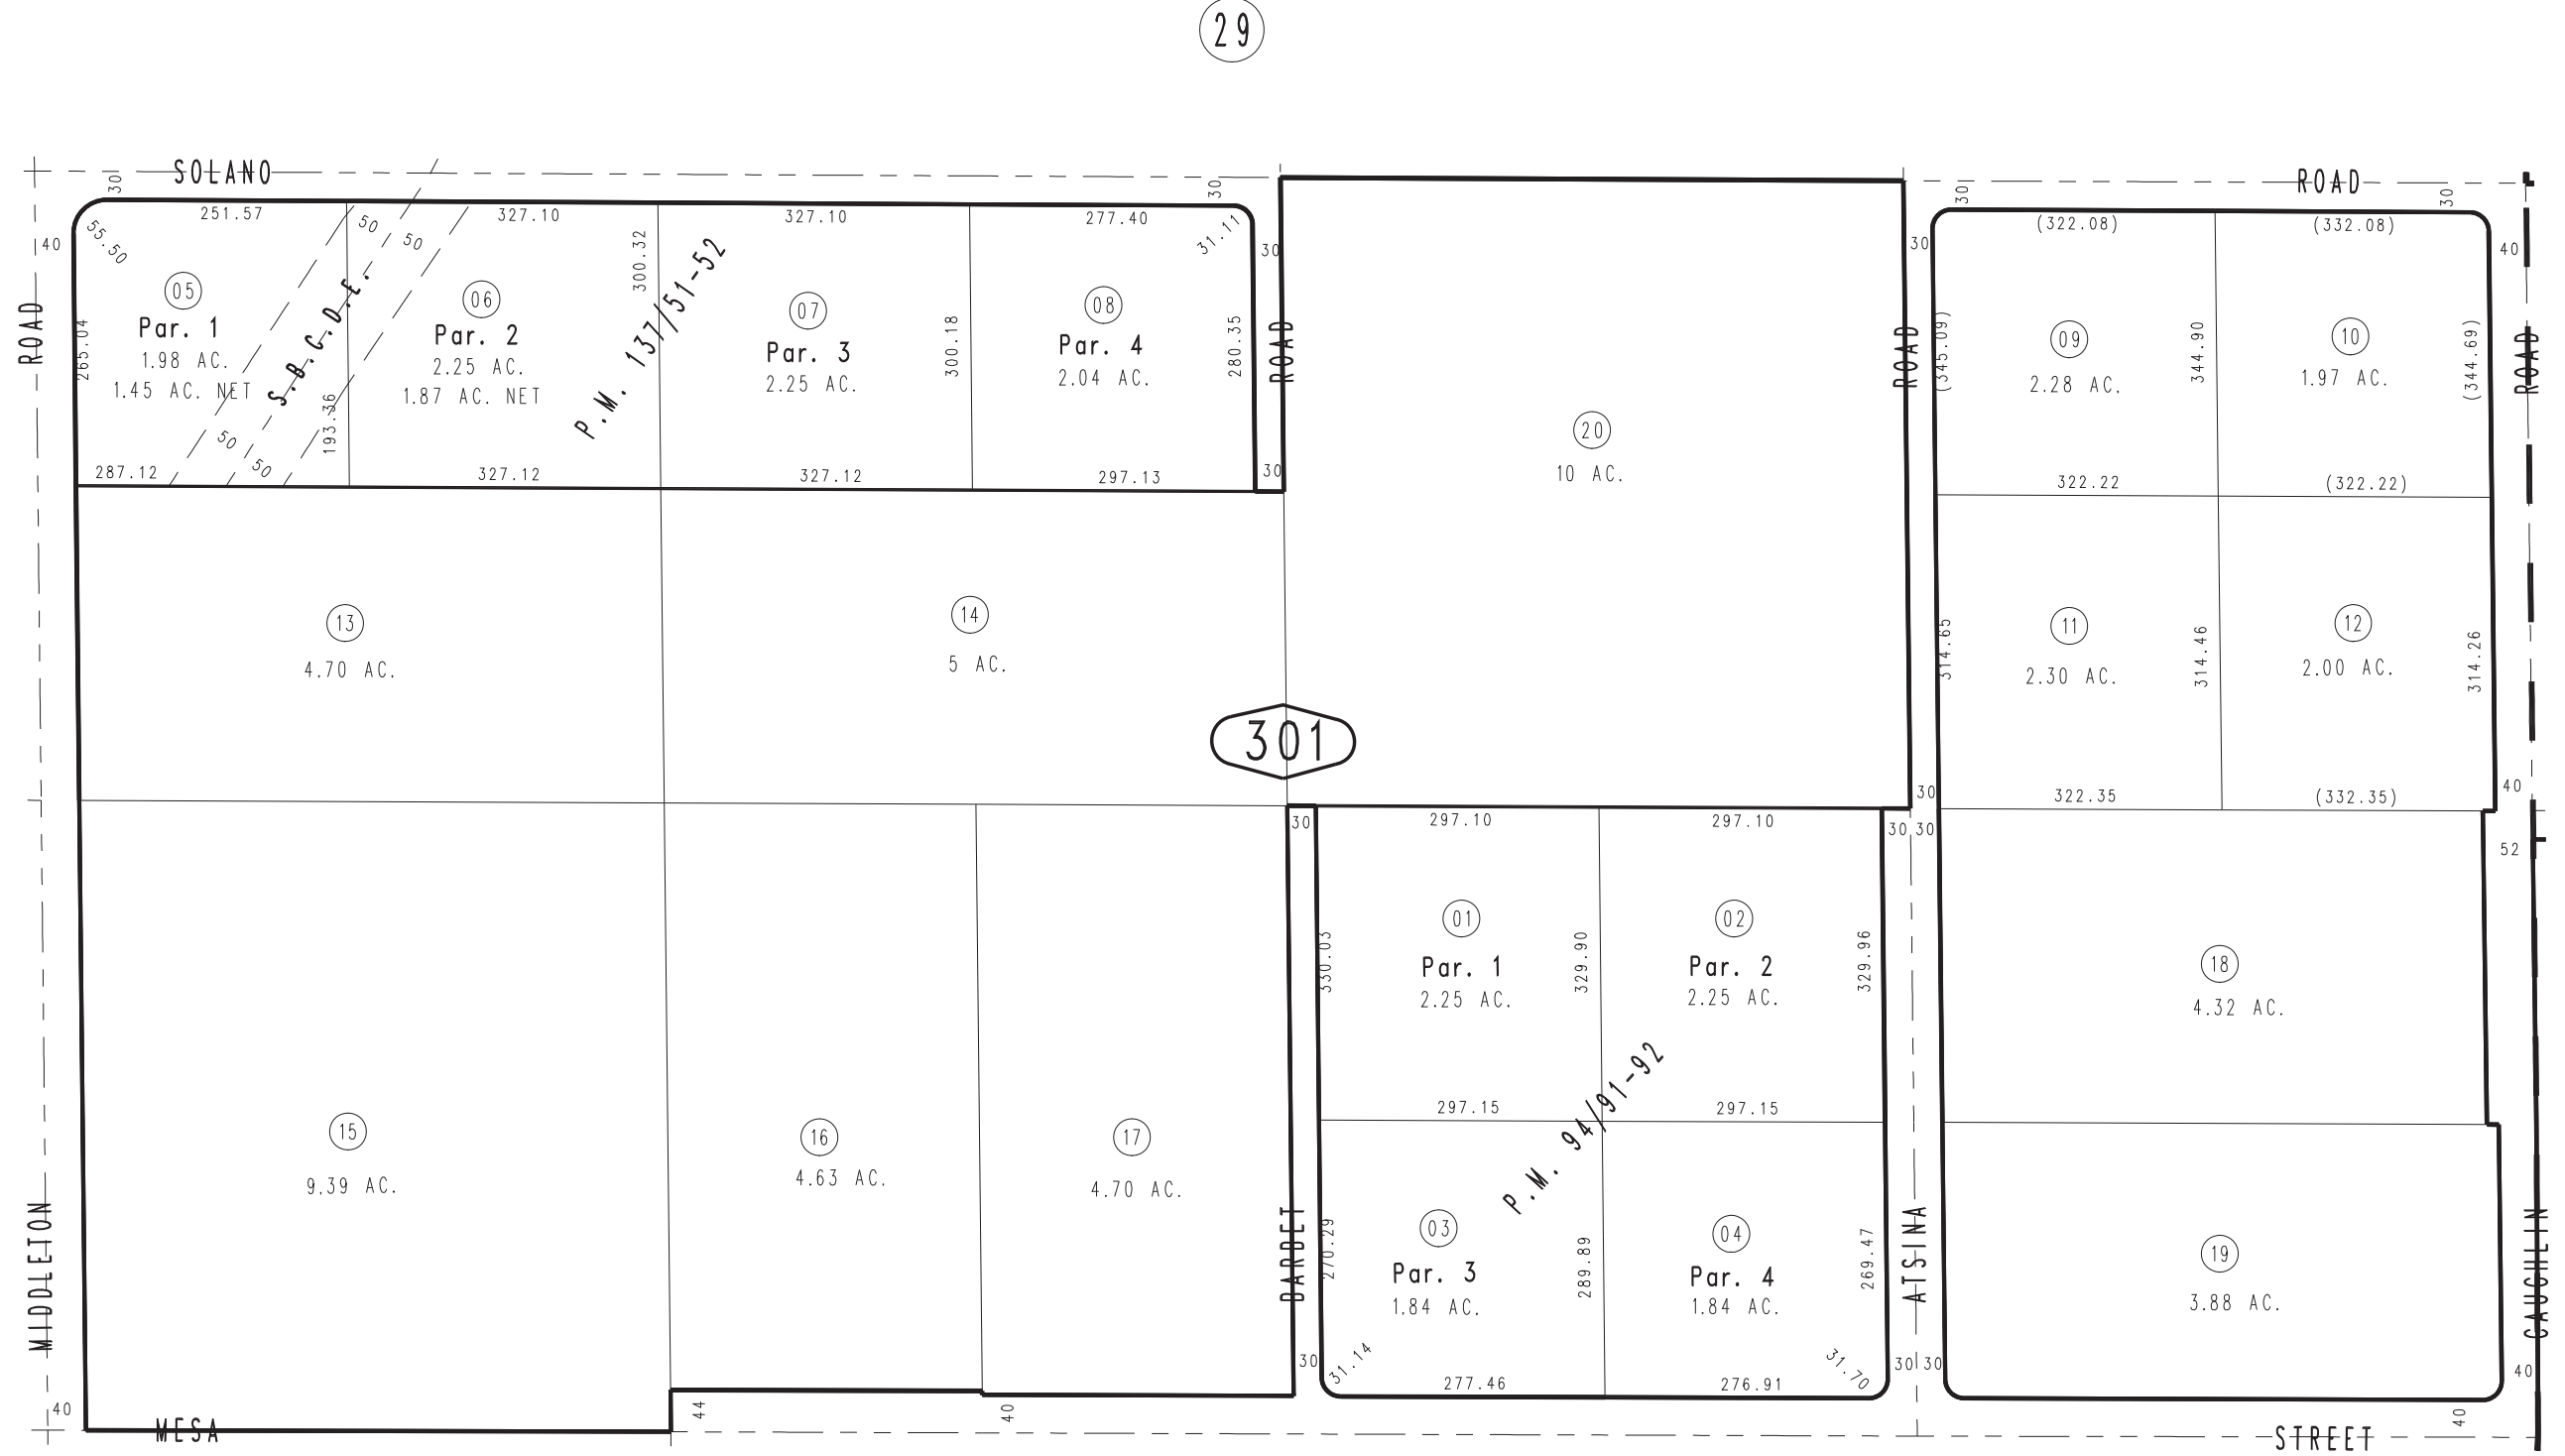 29
SOLANO
ROAD
30
30
30
30
251.57
327.10
327.10
277.40
(322.08)
(332.08)
55.50
50
50
31.11
40
30
30
40
265.04
300.32
300.18
280.35
(345.09)
344.90
(344.69)
ROAD
ROAD
ROAD
ROAD
05
Par. 1
1.98 AC.
1.45 AC. NET
S.B.C.D.E.
193.36
06
Par. 2
2.25 AC.
1.87 AC. NET
P.M. 137/51-52
07
Par. 3
2.25 AC.
08
Par. 4
2.04 AC.
20
10 AC.
09
2.28 AC.
10
1.97 AC.
50
50
30
287.12
327.12
327.12
297.13
322.22
(322.22)
13
4.70 AC.
14
5 AC.
11
2.30 AC.
12
2.00 AC.
314.65
314.46
314.26
301
30
40
322.35
(332.35)
30
297.10
297.10
30
30
52
01
Par. 1
2.25 AC.
02
Par. 2
2.25 AC.
330.03
329.90
329.96
18
4.32 AC.
297.15
297.15
P.M. 94/91-92
15
9.39 AC.
16
4.63 AC.
17
4.70 AC.
03
Par. 3
1.84 AC.
04
Par. 4
1.84 AC.
270.29
289.89
269.47
19
3.88 AC.
MIDDLETON
ATSINA
CAUGHLIN
30
31.14
31.70
30
30
40
277.46
276.91
40
44
40
40
MESA
STREET